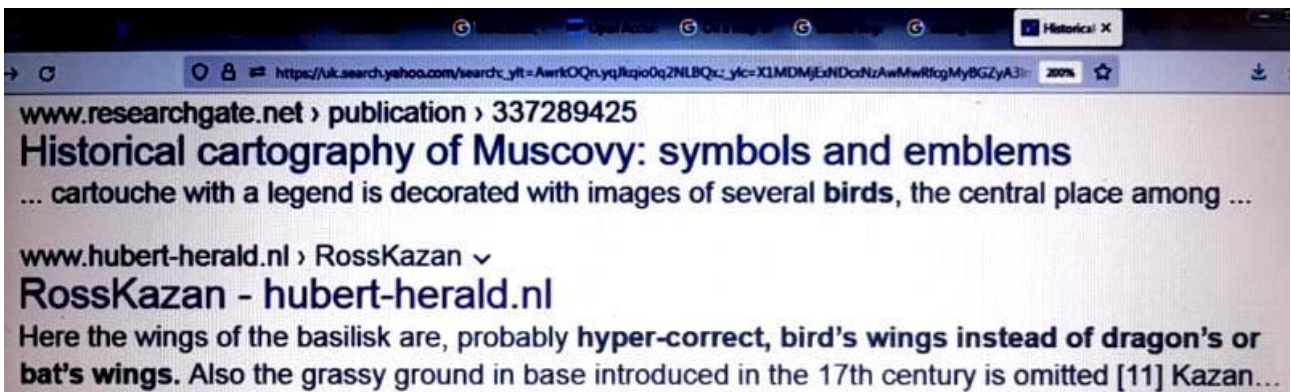 Historical X
https://uk.search.yahoo.com/search;_ylt= 200%
www.researchgate.net › publication › 337289425
Historical cartography of Muscovy: symbols and emblems
... cartouche with a legend is decorated with images of several birds, the central place among ...
www.hubert-herald.nl › RossKazan
RossKazan - hubert-herald.nl
Here the wings of the basilisk are, probably hyper-correct, bird's wings instead of dragon's or
bat's wings. Also the grassy ground in base introduced in the 17th century is omitted [11] Kazan...